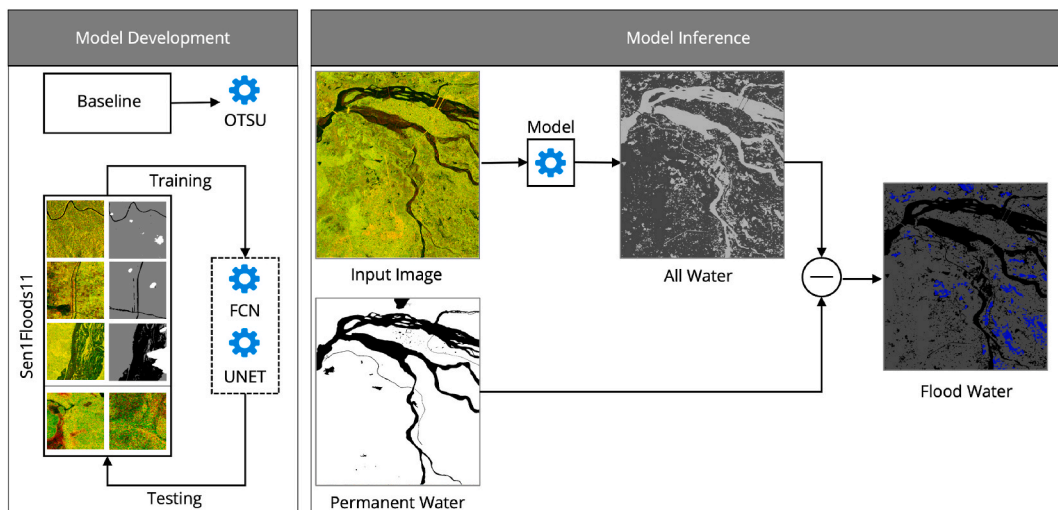 Model Development
Baseline
OTSU
Training
Sen1Floods11
FCN
UNET
Testing
Model Inference
Model
Input Image
All Water
Flood Water
Permanent Water